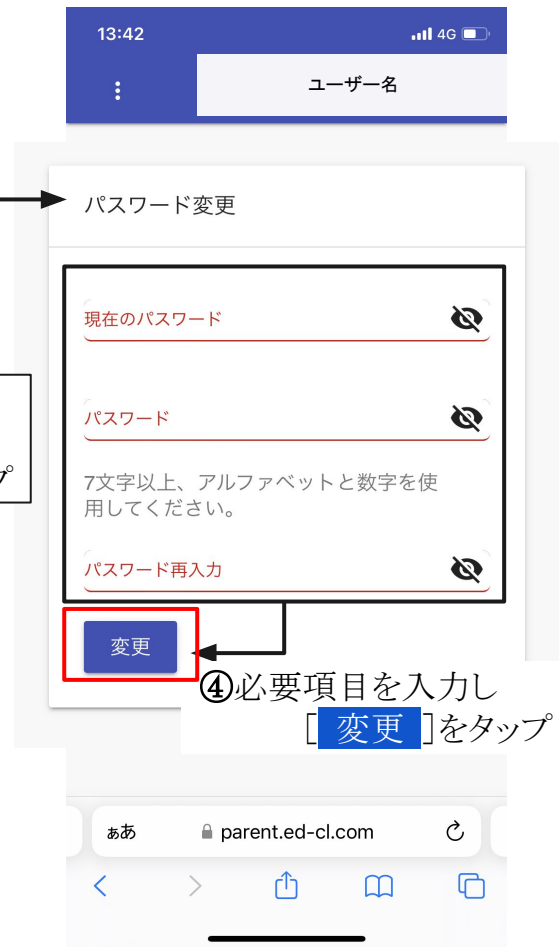 13:42
4G
ユーザー名
パスワード変更
現在のパスワード
パスワード
プ
7文字以上、アルファベットと数字を使
用してください。
パスワード再入力
変更
④必要項目を入力し
[ 変更 ]をタップ
ぁあ
parent.ed-cl.com